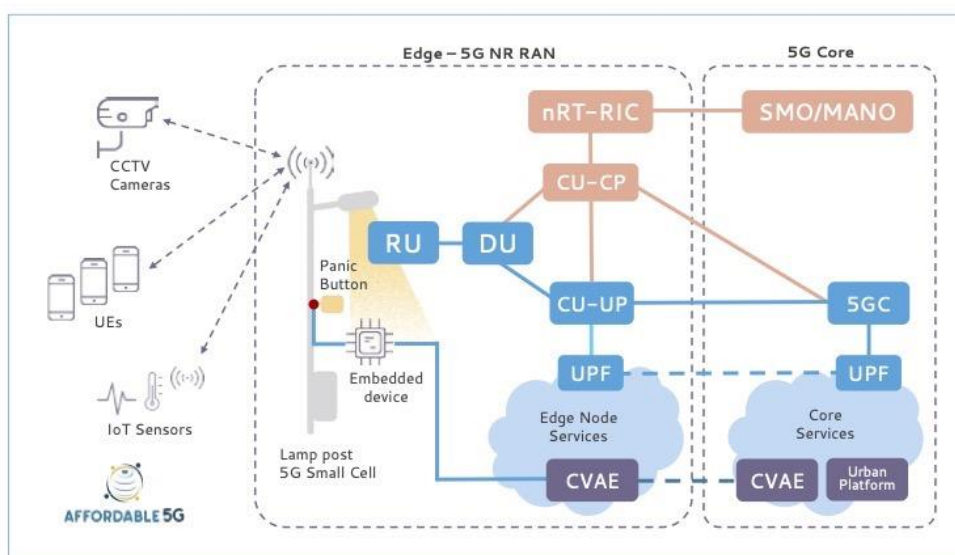 Edge – 5G NR RAN
5G Core
nRT-RIC
SMO/MANO
CCTV
Cameras
CU-CP
RU
DU
Panic
Button
UEs
CU-UP
5GC
Embedded
device
UPF
UPF
Edge Node
Services
Core
Services
IoT Sensors
Lamp post
5G Small Cell
CVAE
CVAE
Urban
Platform
AFFORDABLE 5G